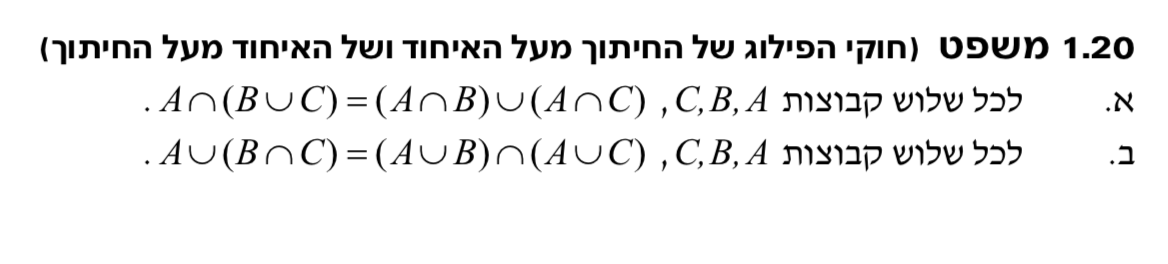 1.20 משפט (חוקי הפילוג של החיתוך מעל האיחוד ושל האיחוד מעל החיתוך)
א. לכל שלוש קבוצות A ,B ,C, A∩(B∪C)=(A∩B)∪(A∩C) .
ב. לכל שלוש קבוצות A ,B ,C, A∪(B∩C)=(A∪B)∩(A∪C) .